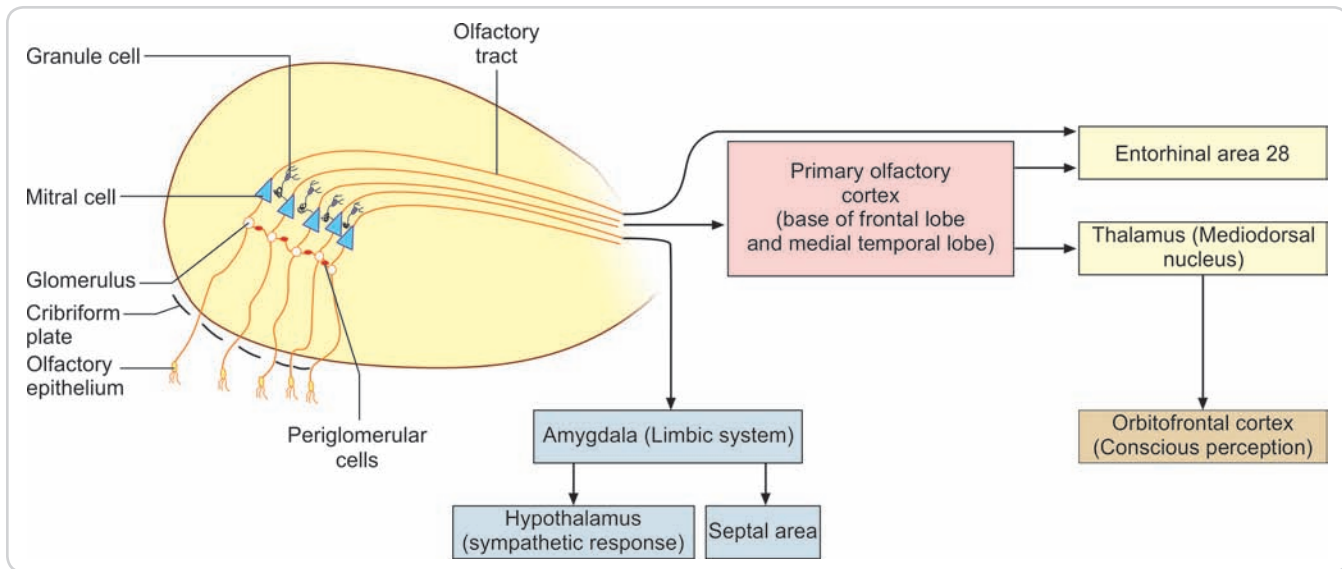 Granule cell
Olfactory
tract
Mitral cell
Glomerulus
Cribriform
plate
Olfactory
epithelium
Periglomerular
cells
Primary olfactory
cortex
(base of frontal lobe
and medial temporal lobe)
Entorhinal area 28
Thalamus (Mediodorsal
nucleus)
Orbitofrontal cortex
(Conscious perception)
Amygdala (Limbic system)
Hypothalamus
(sympathetic response)
Septal area